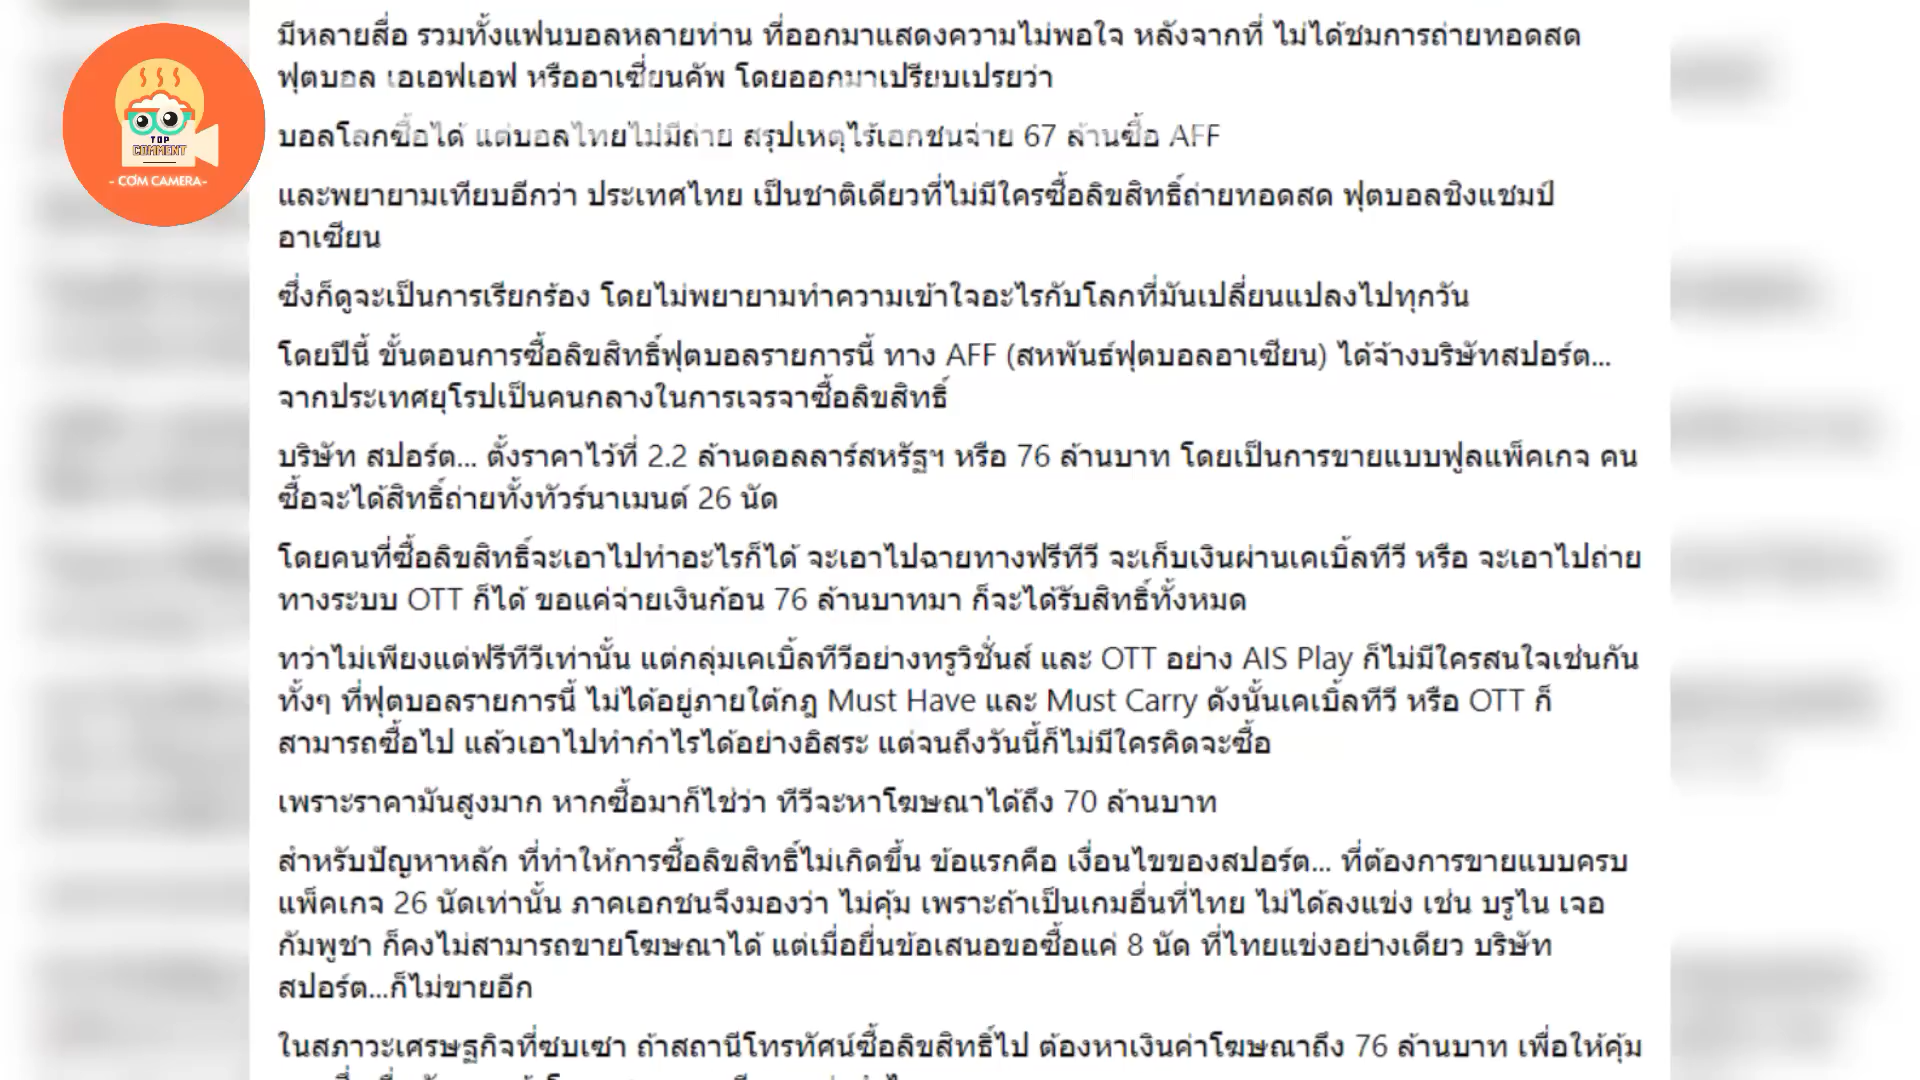 TOP
COMMENT
- CƠM CAMERA-
มีหลายสื่อ รวมทั้งแฟนบอลหลายท่าน ที่ออกมาแสดงความไม่พอใจ หลังจากที่ ไม่ได้ชมการถ่ายทอดสด
ฟุตบอล เอเอฟเอฟ หรืออาเซี่ยนคัพ โดยออกมาเปรียบเปรยว่า
บอลโลกซื้อได้ แต่บอลไทยไม่มีถ่าย สรุปเหตุไร้เอกชนจ่าย 67 ล้านซื้อ AFF
และพยายามเทียบอีกว่า ประเทศไทย เป็นชาติเดียวที่ไม่มีใครซื้อลิขสิทธิ์ถ่ายทอดสด ฟุตบอลชิงแชมป์
อาเซียน
ซึ่งก็ดูจะเป็นการเรียกร้อง โดยไม่พยายามทำความเข้าใจอะไรกับโลกที่มันเปลี่ยนแปลงไปทุกวัน
โดยปีนี้ ขั้นตอนการซื้อลิขสิทธิ์ฟุตบอลรายการนี้ ทาง AFF (สหพันธ์ฟุตบอลอาเซียน) ได้จ้างบริษัทสปอร์ต...
จากประเทศยุโรปเป็นคนกลางในการเจรจาซื้อลิขสิทธิ์
บริษัท สปอร์ต... ตั้งราคาไว้ที่ 2.2 ล้านดอลลาร์สหรัฐฯ หรือ 76 ล้านบาท โดยเป็นการขายแบบฟูลแพ็คเกจ คน
ซื้อจะได้สิทธิ์ถ่ายทั้งทัวร์นาเมนต์ 26 นัด
โดยคนที่ซื้อลิขสิทธิ์จะเอาไปทำอะไรก็ได้ จะเอาไปฉายทางฟรีทีวี จะเก็บเงินผ่านเคเบิ้ลทีวี หรือ จะเอาไปถ่าย
ทางระบบ OTT ก็ได้ ขอแค่จ่ายเงินก้อน 76 ล้านบาทมา ก็จะได้รับสิทธิ์ทั้งหมด
ทว่าไม่เพียงแต่ฟรีทีวีเท่านั้น แต่กลุ่มเคเบิ้ลทีวีอย่างทรูวิชั่นส์ และ OTT อย่าง AIS Play ก็ไม่มีใครสนใจเช่นกัน
ทั้งๆ ที่ฟุตบอลรายการนี้ ไม่ได้อยู่ภายใต้กฎ Must Have และ Must Carry ดังนั้นเคเบิ้ลทีวี หรือ OTT ก็
สามารถซื้อไป แล้วเอาไปทำกำไรได้อย่างอิสระ แต่จนถึงวันนี้ก็ไม่มีใครคิดจะซื้อ
เพราะราคามันสูงมาก หากซื้อมาก็ใช่ว่า ทีวีจะหาโฆษณาได้ถึง 70 ล้านบาท
สำหรับปัญหาหลัก ที่ทำให้การซื้อลิขสิทธิ์ไม่เกิดขึ้น ข้อแรกคือ เงื่อนไขของสปอร์ต... ที่ต้องการขายแบบครบ
แพ็คเกจ 26 นัดเท่านั้น ภาคเอกชนจึงมองว่า ไม่คุ้ม เพราะถ้าเป็นเกมอื่นที่ไทย ไม่ได้ลงแข่ง เช่น บรูไน เจอ
กัมพูชา ก็คงไม่สามารถขายโฆษณาได้ แต่เมื่อยื่นข้อเสนอขอซื้อแค่ 8 นัด ที่ไทยแข่งอย่างเดียว บริษัท
สปอร์ต...ก็ไม่ขายอีก
ในสภาวะเศรษฐกิจที่ซบเซา ถ้าสถานีโทรทัศน์ซื้อลิขสิทธิ์ไป ต้องหาเงินค่าโฆษณาถึง 76 ล้านบาท เพื่อให้คุ้ม